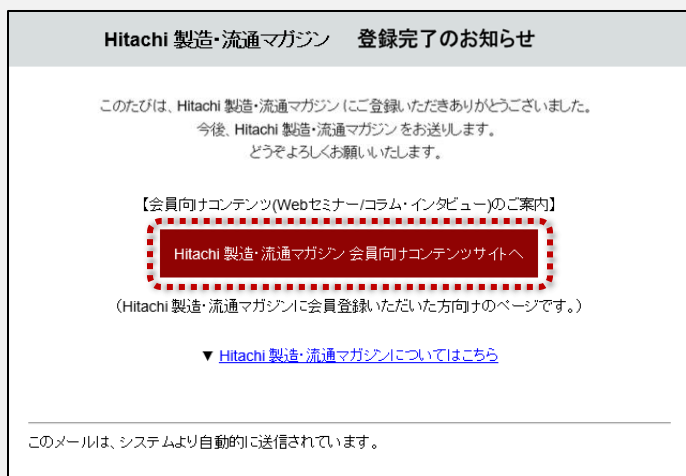 Hitachi 製造・流通マガジン　登録完了のお知らせ
このたびは、Hitachi 製造・流通マガジン にご登録いただきありがとうございました。
今後、Hitachi 製造・流通マガジン をお送りします。
どうぞよろしくお願いいたします。
【会員向けコンテンツ(Webセミナー/コラム・インタビュー)のご案内】
Hitachi 製造・流通マガジン 会員向けコンテンツサイトへ
（Hitachi 製造・流通マガジンに会員登録いただいた方向けのページです。）
▼ Hitachi 製造・流通マガジンについてはこちら
このメールは、システムより自動的に送信されています。